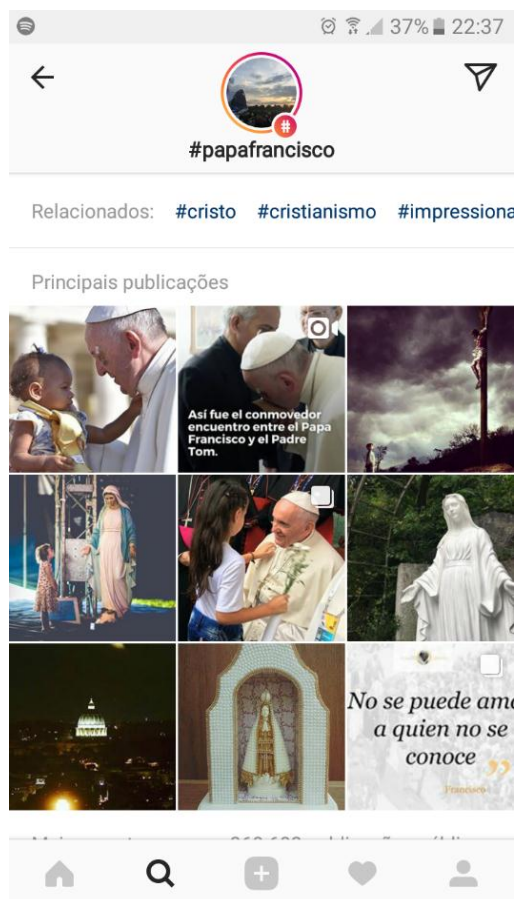 37% 22:37
#
#papafrancisco
Relacionados: #cristo #cristianismo #impressiona
Principais publicações
Así fue el conmovedor
encuentro entre el Papa
Francisco y el Padre
Tom.
No se puede ama
a quien no se
conoce
”
Francisco